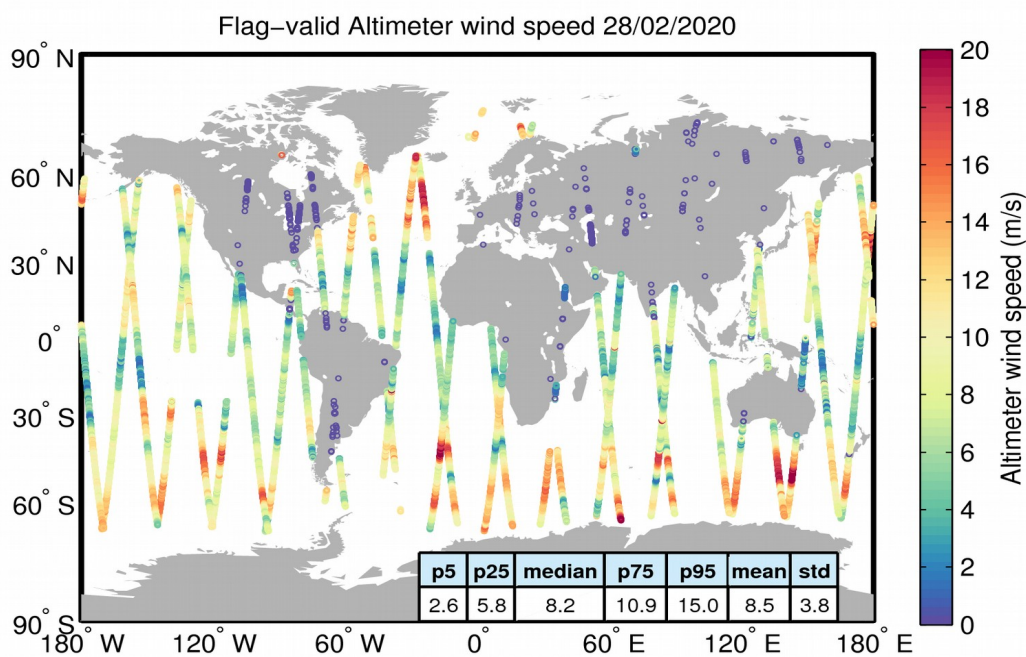 Flag−valid Altimeter wind speed 28/02/2020
90° N
60° N
30° N
0°
30° S
60° S
90° S
180° W
120° W
60° W
0°
60° E
120° E
180° E
p5 p25 median p75 p95 mean std
2.6 5.8 8.2 10.9 15.0 8.5 3.8
20
18
16
14
12
10
8
6
4
2
0
Altimeter wind speed (m/s)